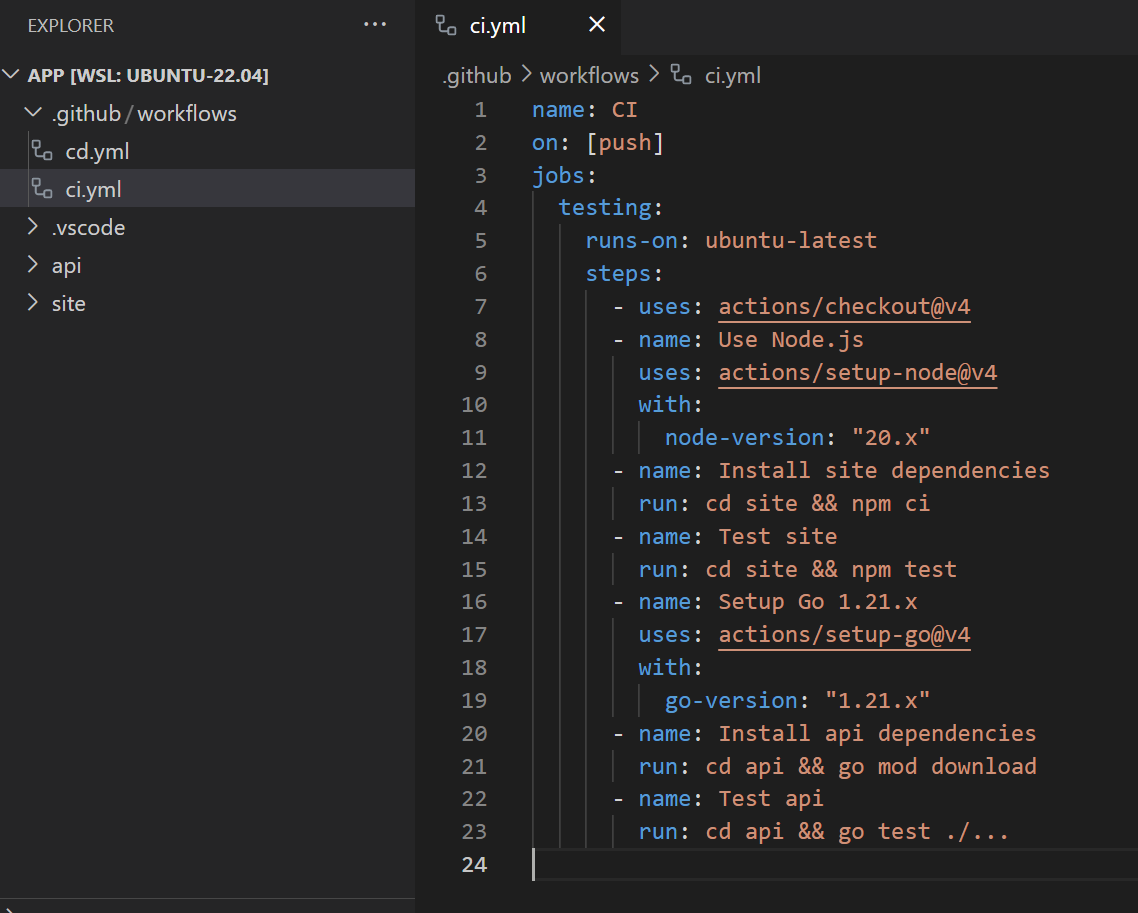 EXPLORER
...
APP [WSL: UBUNTU-22.04]
.github/workflows
cd.yml
ci.yml
.vscode
api
site
ci.yml
.github > workflows > ci.yml
1 name: CI
2 on: [push]
3 jobs:
4 testing:
5 runs-on: ubuntu-latest
6 steps:
7 - uses: actions/checkout@v4
8 - name: Use Node.js
9 uses: actions/setup-node@v4
10 with:
11 node-version: "20.x"
12 - name: Install site dependencies
13 run: cd site && npm ci
14 - name: Test site
15 run: cd site && npm test
16 - name: Setup Go 1.21.x
17 uses: actions/setup-go@v4
18 with:
19 go-version: "1.21.x"
20 - name: Install api dependencies
21 run: cd api && go mod download
22 - name: Test api
23 run: cd api && go test ./...
24